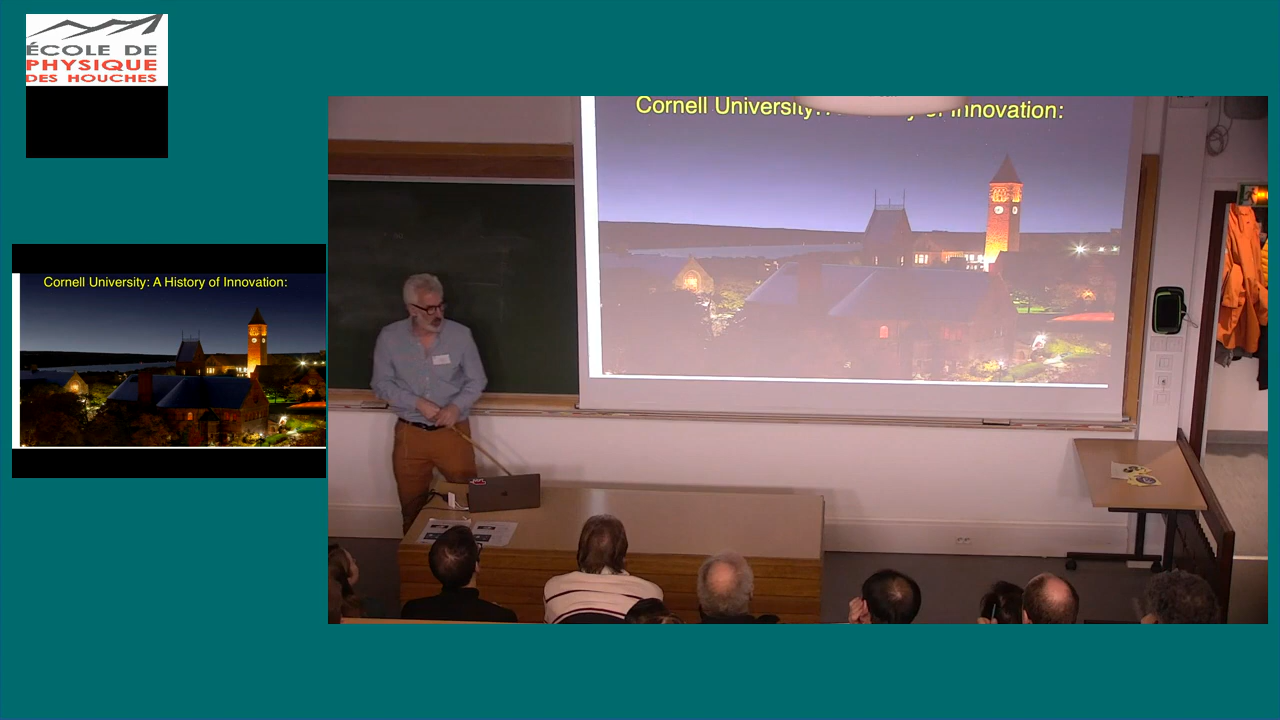 ÉCOLE DE
PHYSIQUE
DES HOUCHES
Cornell University: A History of Innovation:
Cornell University: of Innovation: